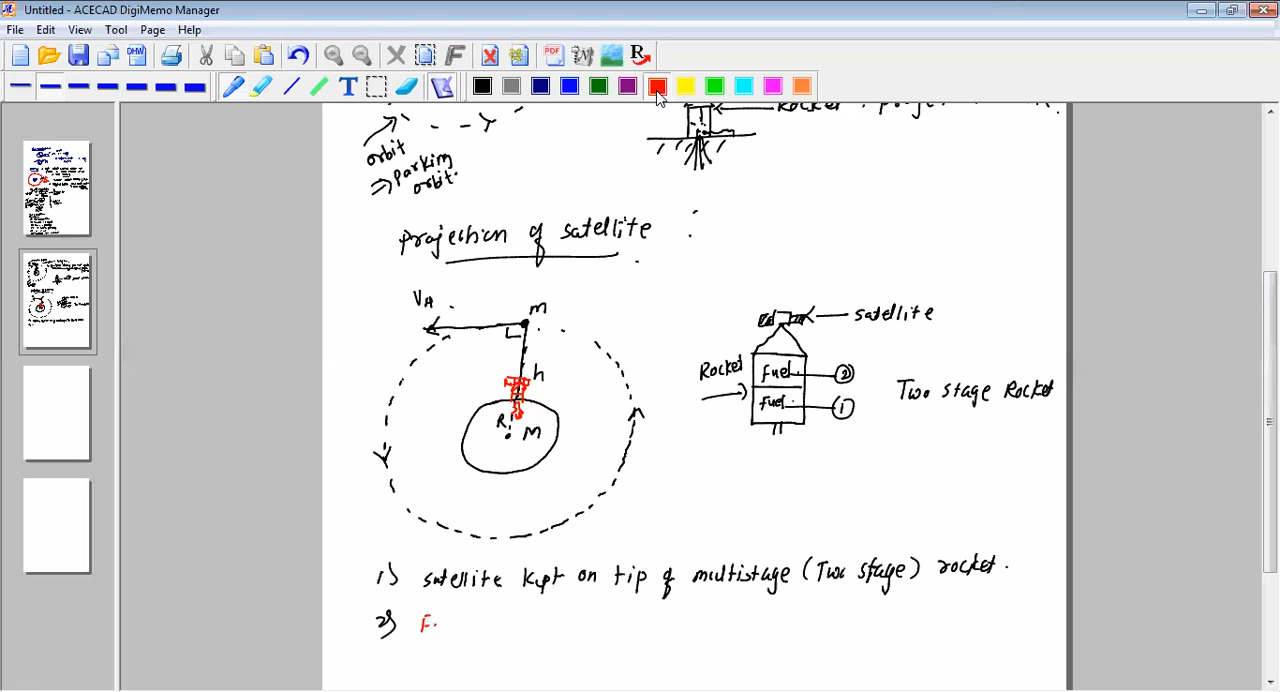 Untitled - ACECAD DigiMemo Manager
File Edit View Tool Page Help
orbit
⇒ parking
orbit.
projection of satellite :
VH
m
h
R
M
satellite
Rocket
fuel
2
fuel
1
Two stage Rocket
1) satellite kept on tip of multistage (Two stage) rocket.
2) F.